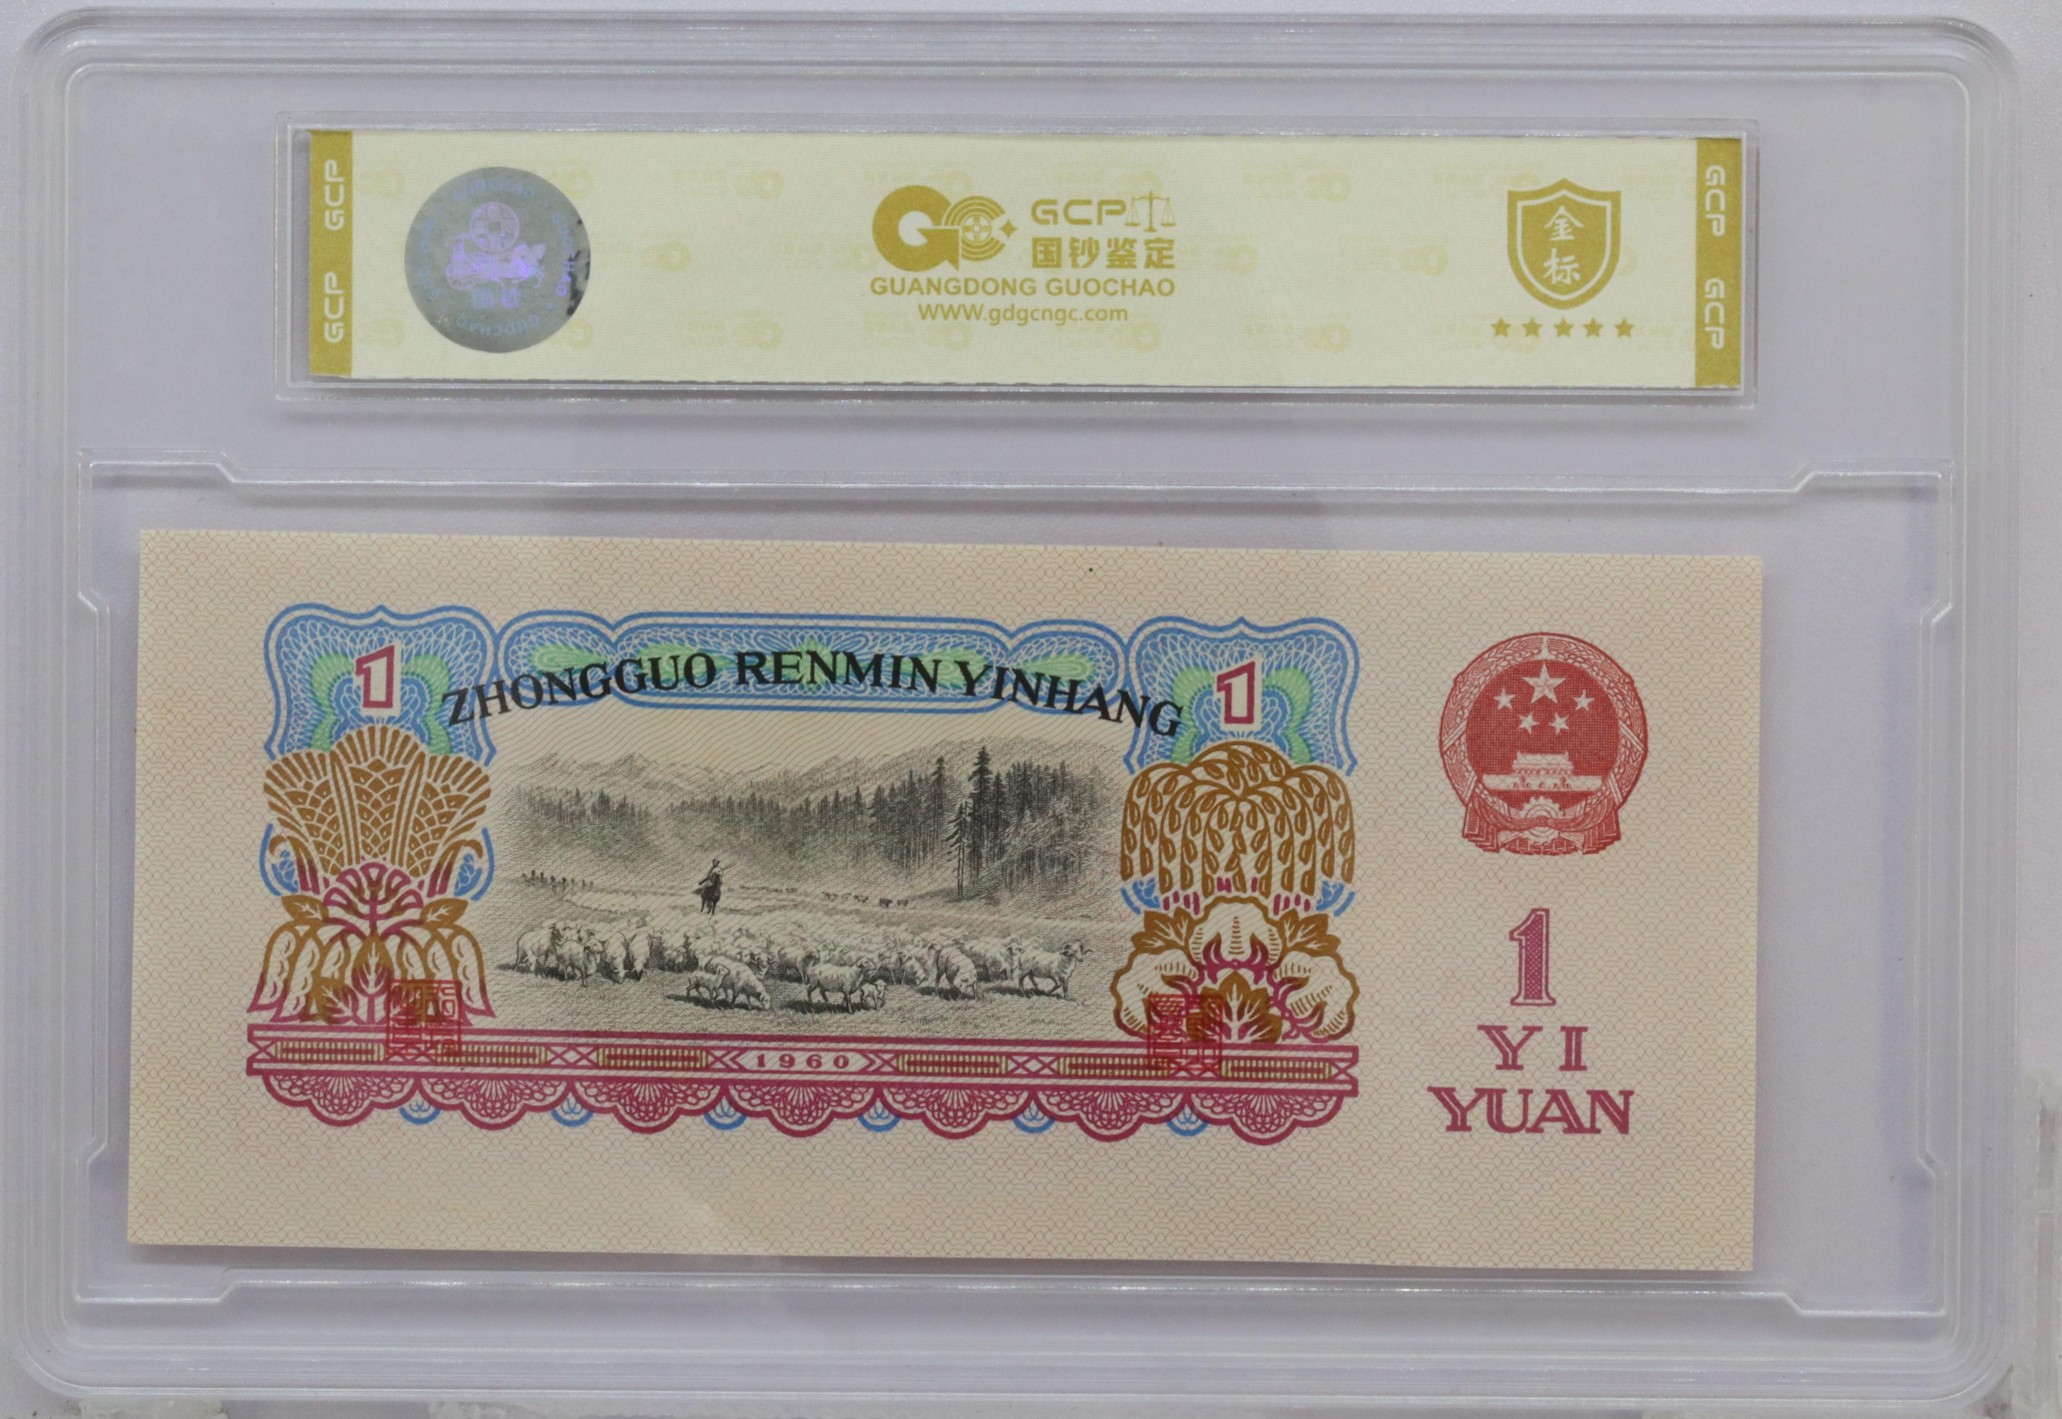 GCP
GCP
GCP
国钞鉴定
GUANGDONG GUOCHAO
www.gdgcngc.com
金
标
GCP
GCP
1
ZHONGGUO RENMIN YINHANG
1
1960
1
YI
YUAN